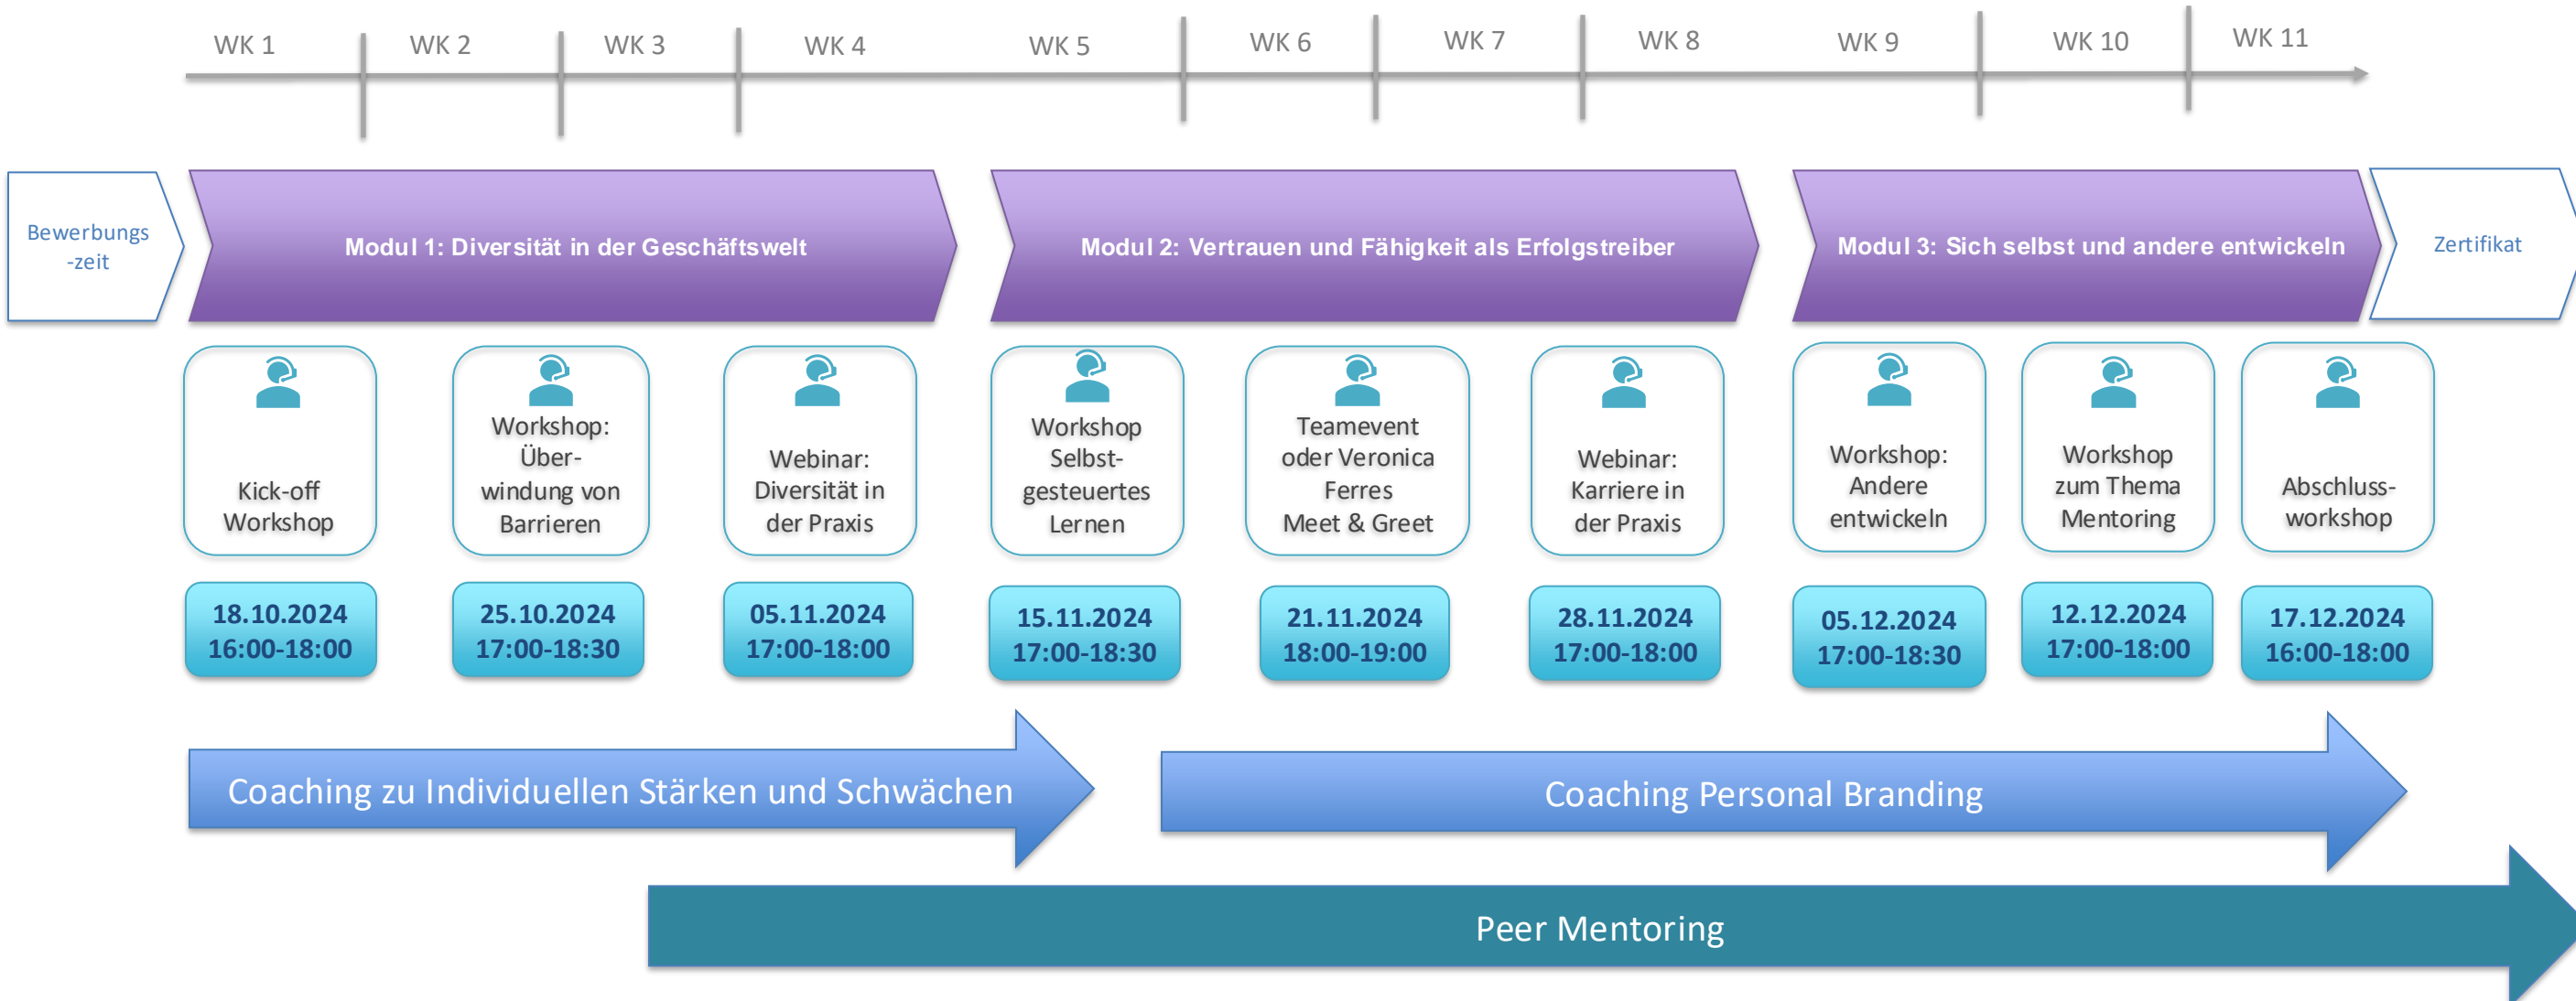 WK 1
WK 2
WK 3
WK 4
WK 5
WK 6
WK 7
WK 8
WK 9
WK 10
WK 11
Bewerbungs
-zeit
Modul 1: Diversität in der Geschäftswelt
Modul 2: Vertrauen und Fähigkeit als Erfolgstreiber
Modul 3: Sich selbst und andere entwickeln
Zertifikat
Kick-off
Workshop
Workshop:
Über-
windung von
Barrieren
Webinar:
Diversität in
der Praxis
Workshop
Selbst-
gesteuertes
Lernen
Teamevent
oder Veronica
Ferres
Meet & Greet
Webinar:
Karriere in
der Praxis
Workshop:
Andere
entwickeln
Workshop
zum Thema
Mentoring
Abschluss-
workshop
18.10.2024
16:00-18:00
25.10.2024
17:00-18:30
05.11.2024
17:00-18:00
15.11.2024
17:00-18:30
21.11.2024
18:00-19:00
28.11.2024
17:00-18:00
05.12.2024
17:00-18:30
12.12.2024
17:00-18:00
17.12.2024
16:00-18:00
Coaching zu Individuellen Stärken und Schwächen
Coaching Personal Branding
Peer Mentoring